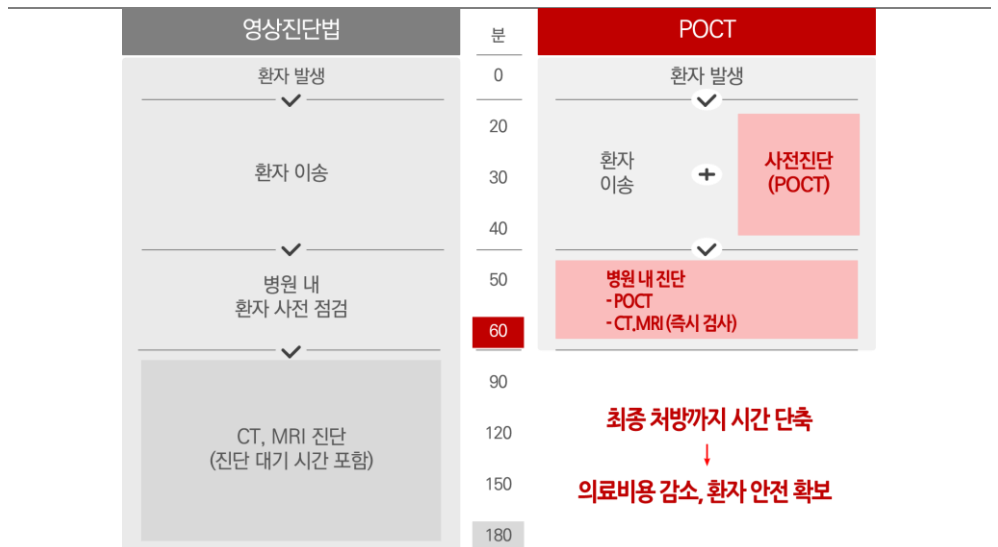 영상진단법
환자 발생
환자 이송
병원 내
환자 사전 점검
CT, MRI 진단
(진단 대기 시간 포함)
분
0
20
30
40
50
60
90
120
150
180
POCT
환자 발생
환자
이송
+
사전진단
(POCT)
병원 내 진단
- POCT
- CT.MRI (즉시 검사)
최종 처방까지 시간 단축
↓
의료비용 감소, 환자 안전 확보